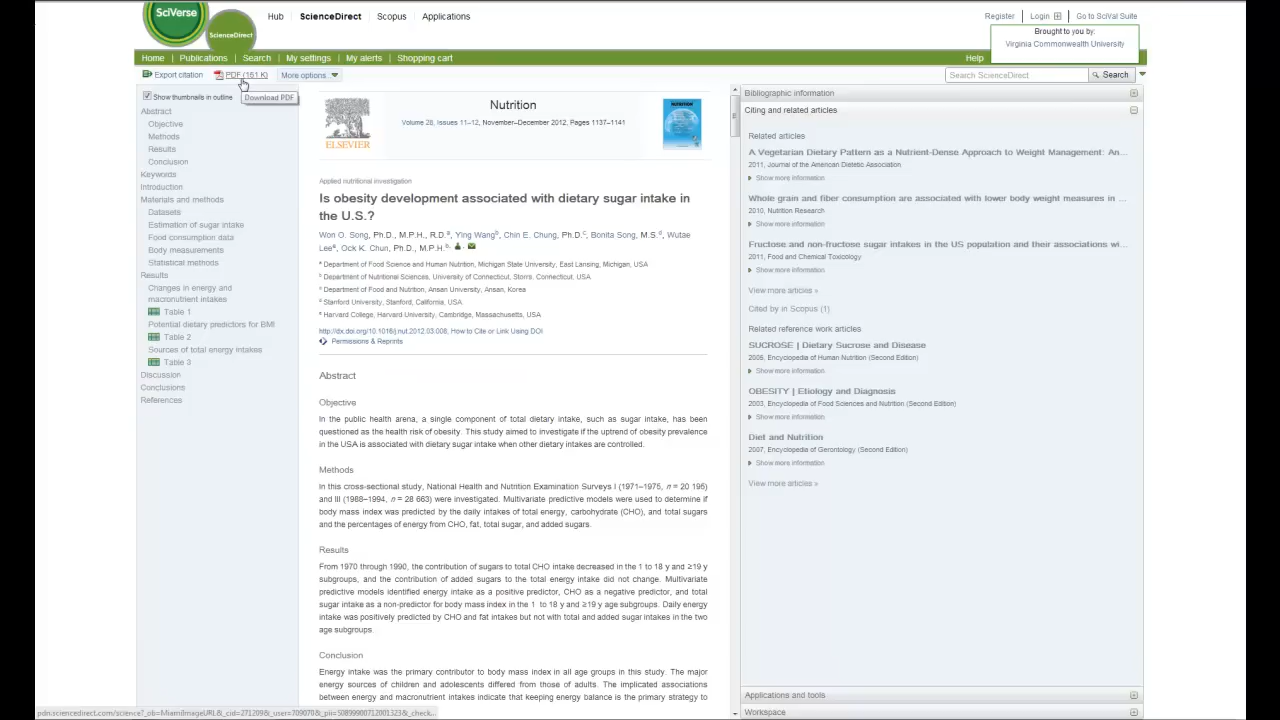 SciVerse
ScienceDirect
Hub
ScienceDirect
Scopus
Applications
Register
Login
Go to SciVal Suite
Brought to you by:
Virginia Commonwealth University
Home | Publications | Search | My settings | My alerts | Shopping cart
Help
Export citation
PDF (151 K)
More options...
Search ScienceDirect
Search
Download PDF
Show thumbnails in outline
Abstract
Objective
Methods
Results
Conclusion
Keywords
Introduction
Materials and methods
Datasets
Estimation of sugar intake
Food consumption data
Body measurements
Statistical methods
Results
Changes in energy and
macronutrient intakes
Table 1
Potential dietary predictors for BMI
Table 2
Sources of total energy intakes
Table 3
Discussion
Conclusions
References
ELSEVIER
Nutrition
Volume 28, Issues 11–12, November–December 2012, Pages 1137–1141
NUTRITION
Applied nutritional investigation
Is obesity development associated with dietary sugar intake in
the U.S.?
Won O. Song, Ph.D., M.P.H., R.D.a, Ying Wangb, Chin E. Chung, Ph.D.c, Bonita Song, M.S.d, Wutae
Leee, Ock K. Chun, Ph.D., M.P.H.b,
a Department of Food Science and Human Nutrition, Michigan State University, East Lansing, Michigan, USA
b Department of Nutritional Sciences, University of Connecticut, Storrs. Connecticut, USA
c Department of Food and Nutrition, Ansan University, Ansan, Korea
d Stanford University, Stanford, California, USA
e Harvard College, Harvard University, Cambridge, Massachusetts, USA
http://dx.doi.org/10.1016/j.nut.2012.03.008, How to Cite or Link Using DOI
Permissions & Reprints
Abstract
Objective
In the public health arena, a single component of total dietary intake, such as sugar intake, has been
questioned as the health risk of obesity. This study aimed to investigate if the uptrend of obesity prevalence
in the USA is associated with dietary sugar intake when other dietary intakes are controlled.
Methods
In this cross-sectional study, National Health and Nutrition Examination Surveys I (1971–1975, n = 20 195)
and III (1988–1994, n = 28 663) were investigated. Multivariate predictive models were used to determine if
body mass index was predicted by the daily intakes of total energy, carbohydrate (CHO), and total sugars
and the percentages of energy from CHO, fat, total sugar, and added sugars.
Results
From 1970 through 1990, the contribution of sugars to total CHO intake decreased in the 1 to 18 y and ≥19 y
subgroups, and the contribution of added sugars to the total energy intake did not change. Multivariate
predictive models identified energy intake as a positive predictor, CHO as a negative predictor, and total
sugar intake as a non-predictor for body mass index in the 1 to 18 y and ≥19 y age subgroups. Daily energy
intake was positively predicted by CHO and fat intakes but not with total and added sugar intakes in the two
age subgroups.
Conclusion
Energy intake was the primary contributor to body mass index in all age groups in this study. The major
energy sources of children and adolescents differed from those of adults. The implicated associations
between energy and macronutrient intakes indicate that keeping energy balance is the primary strategy to
Bibliographic information
Citing and related articles
Related articles
A Vegetarian Dietary Pattern as a Nutrient-Dense Approach to Weight Management: An...
2011, Journal of the American Dietetic Association
Show more information
Whole grain and fiber consumption are associated with lower body weight measures in ...
2010, Nutrition Research
Show more information
Fructose and non-fructose sugar intakes in the US population and their associations wi...
2011, Food and Chemical Toxicology
Show more information
View more articles »
Cited by in Scopus (1)
Related reference work articles
SUCROSE | Dietary Sucrose and Disease
2005, Encyclopedia of Human Nutrition (Second Edition)
Show more information
OBESITY | Etiology and Diagnosis
2003, Encyclopedia of Food Sciences and Nutrition (Second Edition)
Show more information
Diet and Nutrition
2007, Encyclopedia of Gerontology (Second Edition)
Show more information
View more articles »
Applications and tools
Workspace